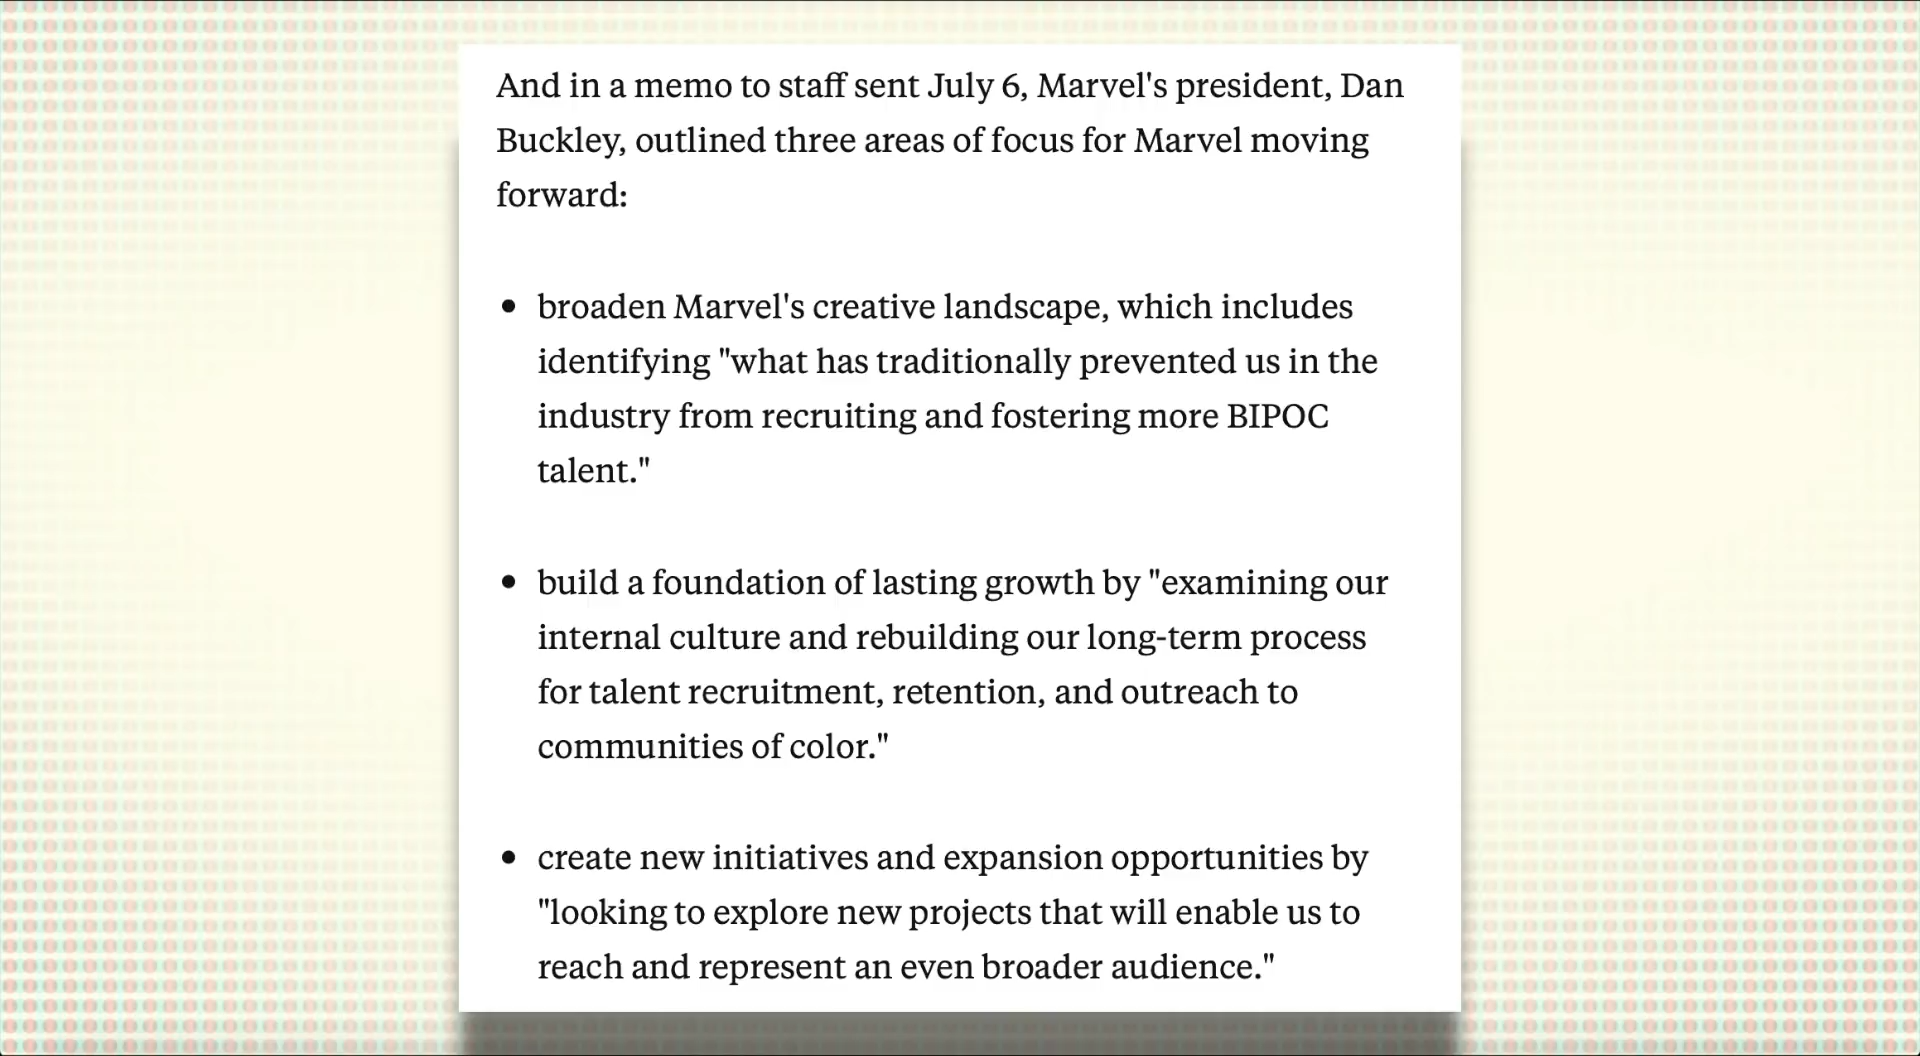 And in a memo to staff sent July 6, Marvel's president, Dan
Buckley, outlined three areas of focus for Marvel moving
forward:
• broaden Marvel's creative landscape, which includes
identifying "what has traditionally prevented us in the
industry from recruiting and fostering more BIPOC
talent."
• build a foundation of lasting growth by "examining our
internal culture and rebuilding our long-term process
for talent recruitment, retention, and outreach to
communities of color."
• create new initiatives and expansion opportunities by
"looking to explore new projects that will enable us to
reach and represent an even broader audience."